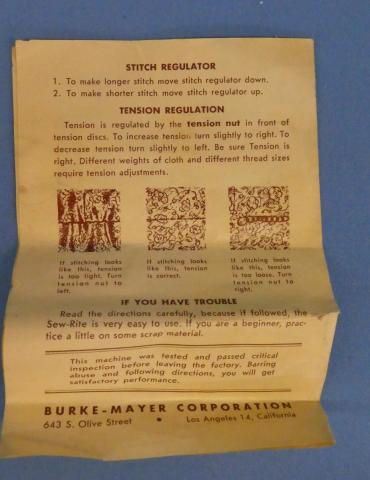 STITCH REGULATOR
1. To make longer stitch move stitch regulator down.
2. To make shorter stitch move stitch regulator up.
TENSION REGULATION
Tension is regulated by the tension nut in front of
tension discs. To increase tension turn slightly to right. To
decrease tension turn slightly to left. Be sure Tension is
right. Different weights of cloth and different thread sizes
require tension adjustments.
If stitching looks
like this, tension
is too tight. Turn
tension nut to
left.
If stitching looks
like this, tension
is correct.
If stitching looks
like this, tension
is too loose. Turn
tension nut to
right.
IF YOU HAVE TROUBLE
Read the directions carefully, because if followed, the
Sew-Rite is very easy to use. If you are a beginner, prac-
tice a little on some scrap material.
This machine was tested and passed critical
inspection before leaving the factory. Barring
abuse and following directions, you will get
satisfactory performance.
BURKE-MAYER CORPORATION
643 S. Olive Street • Los Angeles 14, California